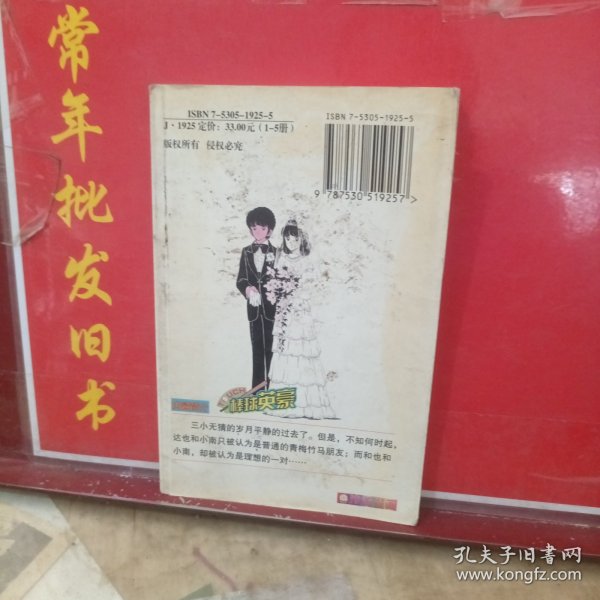 常年批发旧书
ISBN 7-5305-1925-5
J·1925 定价：33.00元（1-5册）
版权所有 侵权必究
ISBN 7-5305-1925-5
9 787530 519257 >
棒球英豪
三小无猜的岁月平静的过去了。但是，不知何时起，
达也和小南只被认为是普通的青梅竹马朋友；而和也和
小南，却被认为是理想的一对……
孔夫子旧书网
www.kongfz.com